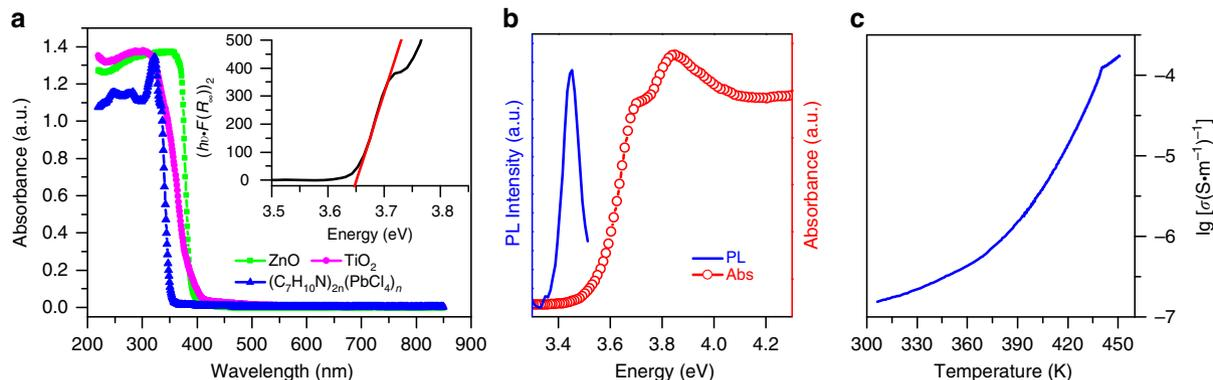 a
Absorbance (a.u.)
1.4
1.2
1.0
0.8
0.6
0.4
0.2
0.0
200 300 400 500 600 700 800 900
Wavelength (nm)
(hυ•F(R∞))2
500
400
300
200
100
0
3.5 3.6 3.7 3.8
Energy (eV)
ZnO TiO2
(C7H10N)2n(PbCl4)n
b
PL Intensity (a.u.)
Absorbance (a.u.)
PL
Abs
3.4 3.6 3.8 4.0 4.2
Energy (eV)
c
–4
–5
–6
–7
lg [σ(S•m–1)–1]
300 330 360 390 420 450
Temperature (K)